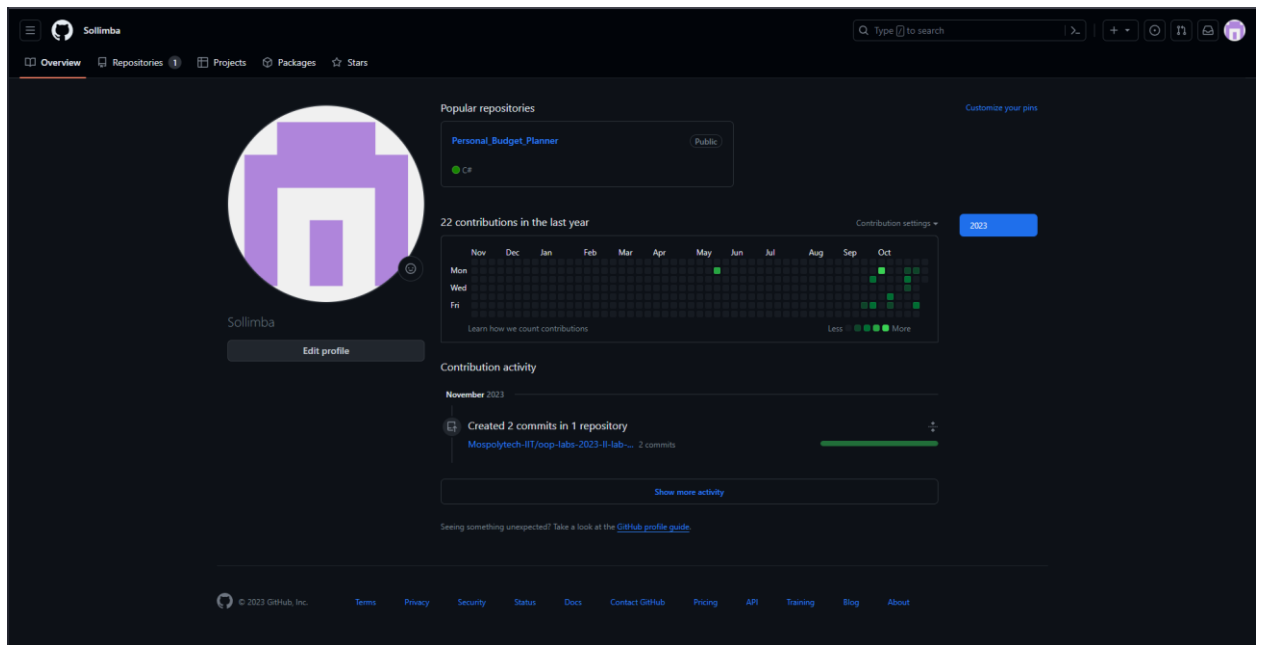 Sollimba
Type / to search
Overview Repositories 1 Projects Packages Stars
Popular repositories Customize your pins
Personal_Budget_Planner Public
C#
22 contributions in the last year Contribution settings 2023
Nov Dec Jan Feb Mar Apr May Jun Jul Aug Sep Oct
Mon
Wed
Fri
Learn how we count contributions Less More
Sollimba
Edit profile
Contribution activity
November 2023
Created 2 commits in 1 repository
Mospolytech-IIT/oop-labs-2023-II-lab-... 2 commits
Show more activity
Seeing something unexpected? Take a look at the GitHub profile guide.
© 2023 GitHub, Inc. Terms Privacy Security Status Docs Contact GitHub Pricing API Training Blog About